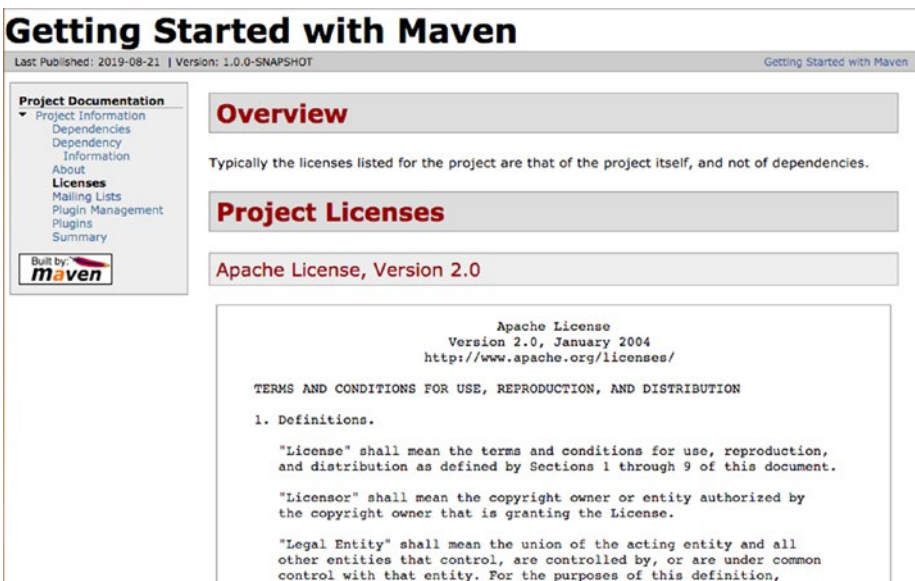 Getting Started with Maven
Last Published: 2019-08-21 | Version: 1.0.0-SNAPSHOT
Getting Started with Maven
Project Documentation
Project Information
Dependencies
Dependency
Information
About
Licenses
Mailing Lists
Plugin Management
Plugins
Summary
Built by:
maven
Overview
Typically the licenses listed for the project are that of the project itself, and not of dependencies.
Project Licenses
Apache License, Version 2.0
Apache License
Version 2.0, January 2004
http://www.apache.org/licenses/
TERMS AND CONDITIONS FOR USE, REPRODUCTION, AND DISTRIBUTION
1. Definitions.
"License" shall mean the terms and conditions for use, reproduction,
and distribution as defined by Sections 1 through 9 of this document.
"Licensor" shall mean the copyright owner or entity authorized by
the copyright owner that is granting the License.
"Legal Entity" shall mean the union of the acting entity and all
other entities that control, are controlled by, or are under common
control with that entity. For the purposes of this definition,